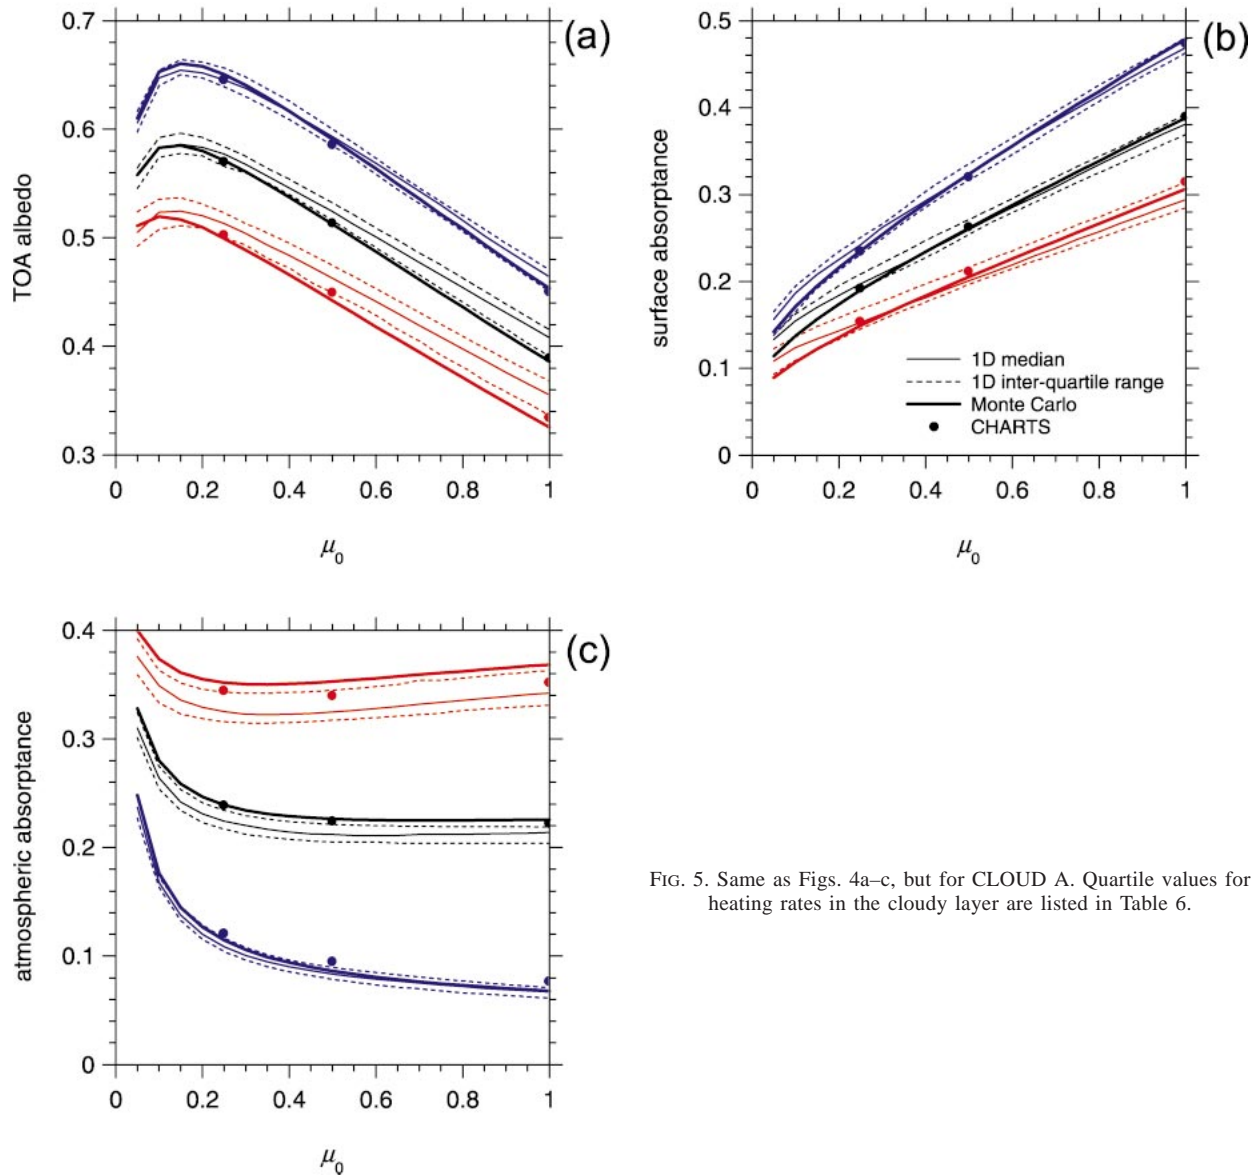 0.7
0.6
0.5
0.4
0.3
TOA albedo
0
0.2
0.4
0.6
0.8
1
μ0
(a)
0.5
0.4
0.3
0.2
0.1
0
surface absorptance
0
0.2
0.4
0.6
0.8
1
μ0
(b)
1D median
1D inter-quartile range
Monte Carlo
CHARTS
0.4
0.3
0.2
0.1
0
atmospheric absorptance
0
0.2
0.4
0.6
0.8
1
μ0
(c)
FIG. 5. Same as Figs. 4a–c, but for CLOUD A. Quartile values for
heating rates in the cloudy layer are listed in Table 6.